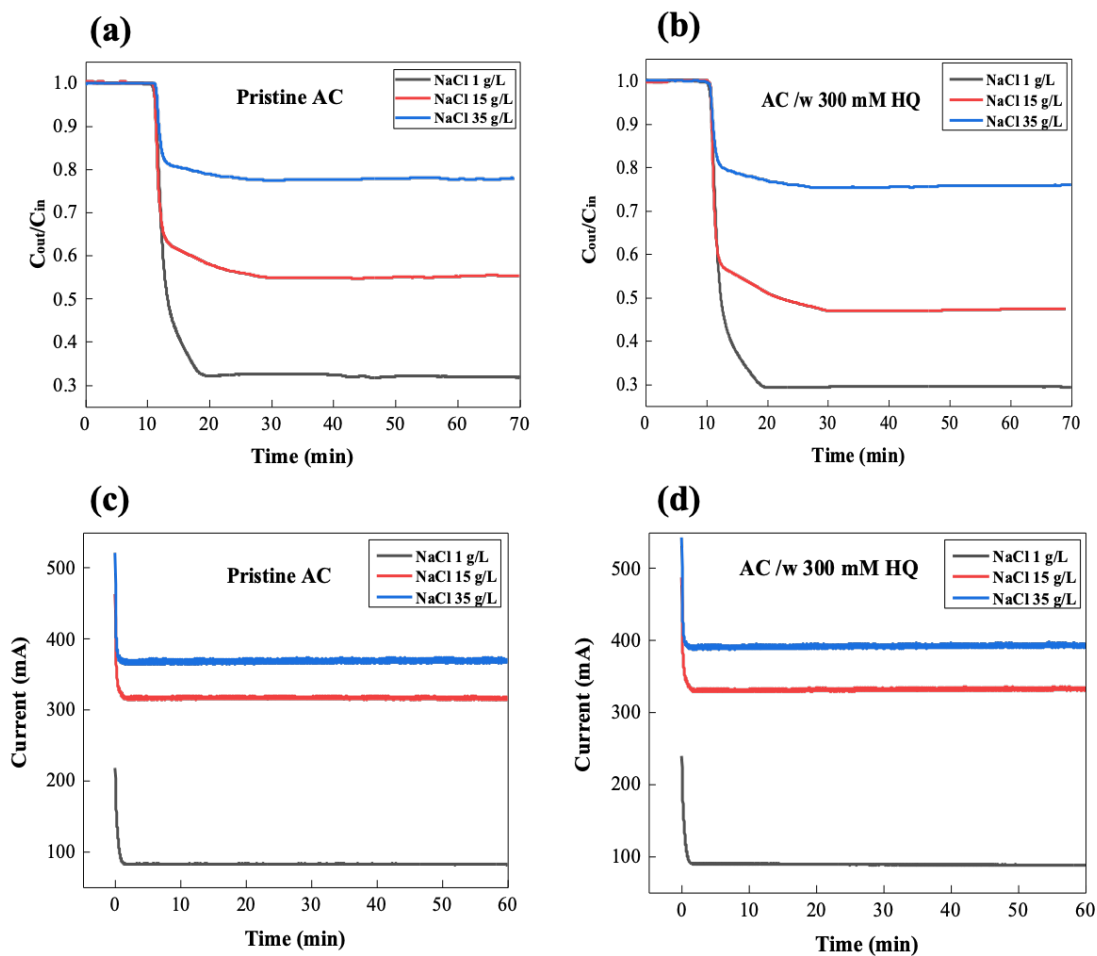 (a)
Pristine AC
NaCl 1 g/L
NaCl 15 g/L
NaCl 35 g/L
1.0
0.9
0.8
0.7
0.6
0.5
0.4
0.3
Cout/Cin
0 10 20 30 40 50 60 70
Time (min)
(b)
AC /w 300 mM HQ
NaCl 1 g/L
NaCl 15 g/L
NaCl 35 g/L
1.0
0.9
0.8
0.7
0.6
0.5
0.4
0.3
Cout/Cin
0 10 20 30 40 50 60 70
Time (min)
(c)
Pristine AC
NaCl 1 g/L
NaCl 15 g/L
NaCl 35 g/L
500
400
300
200
100
Current (mA)
0 10 20 30 40 50 60
Time (min)
(d)
AC /w 300 mM HQ
NaCl 1 g/L
NaCl 15 g/L
NaCl 35 g/L
500
400
300
200
100
Current (mA)
0 10 20 30 40 50 60
Time (min)